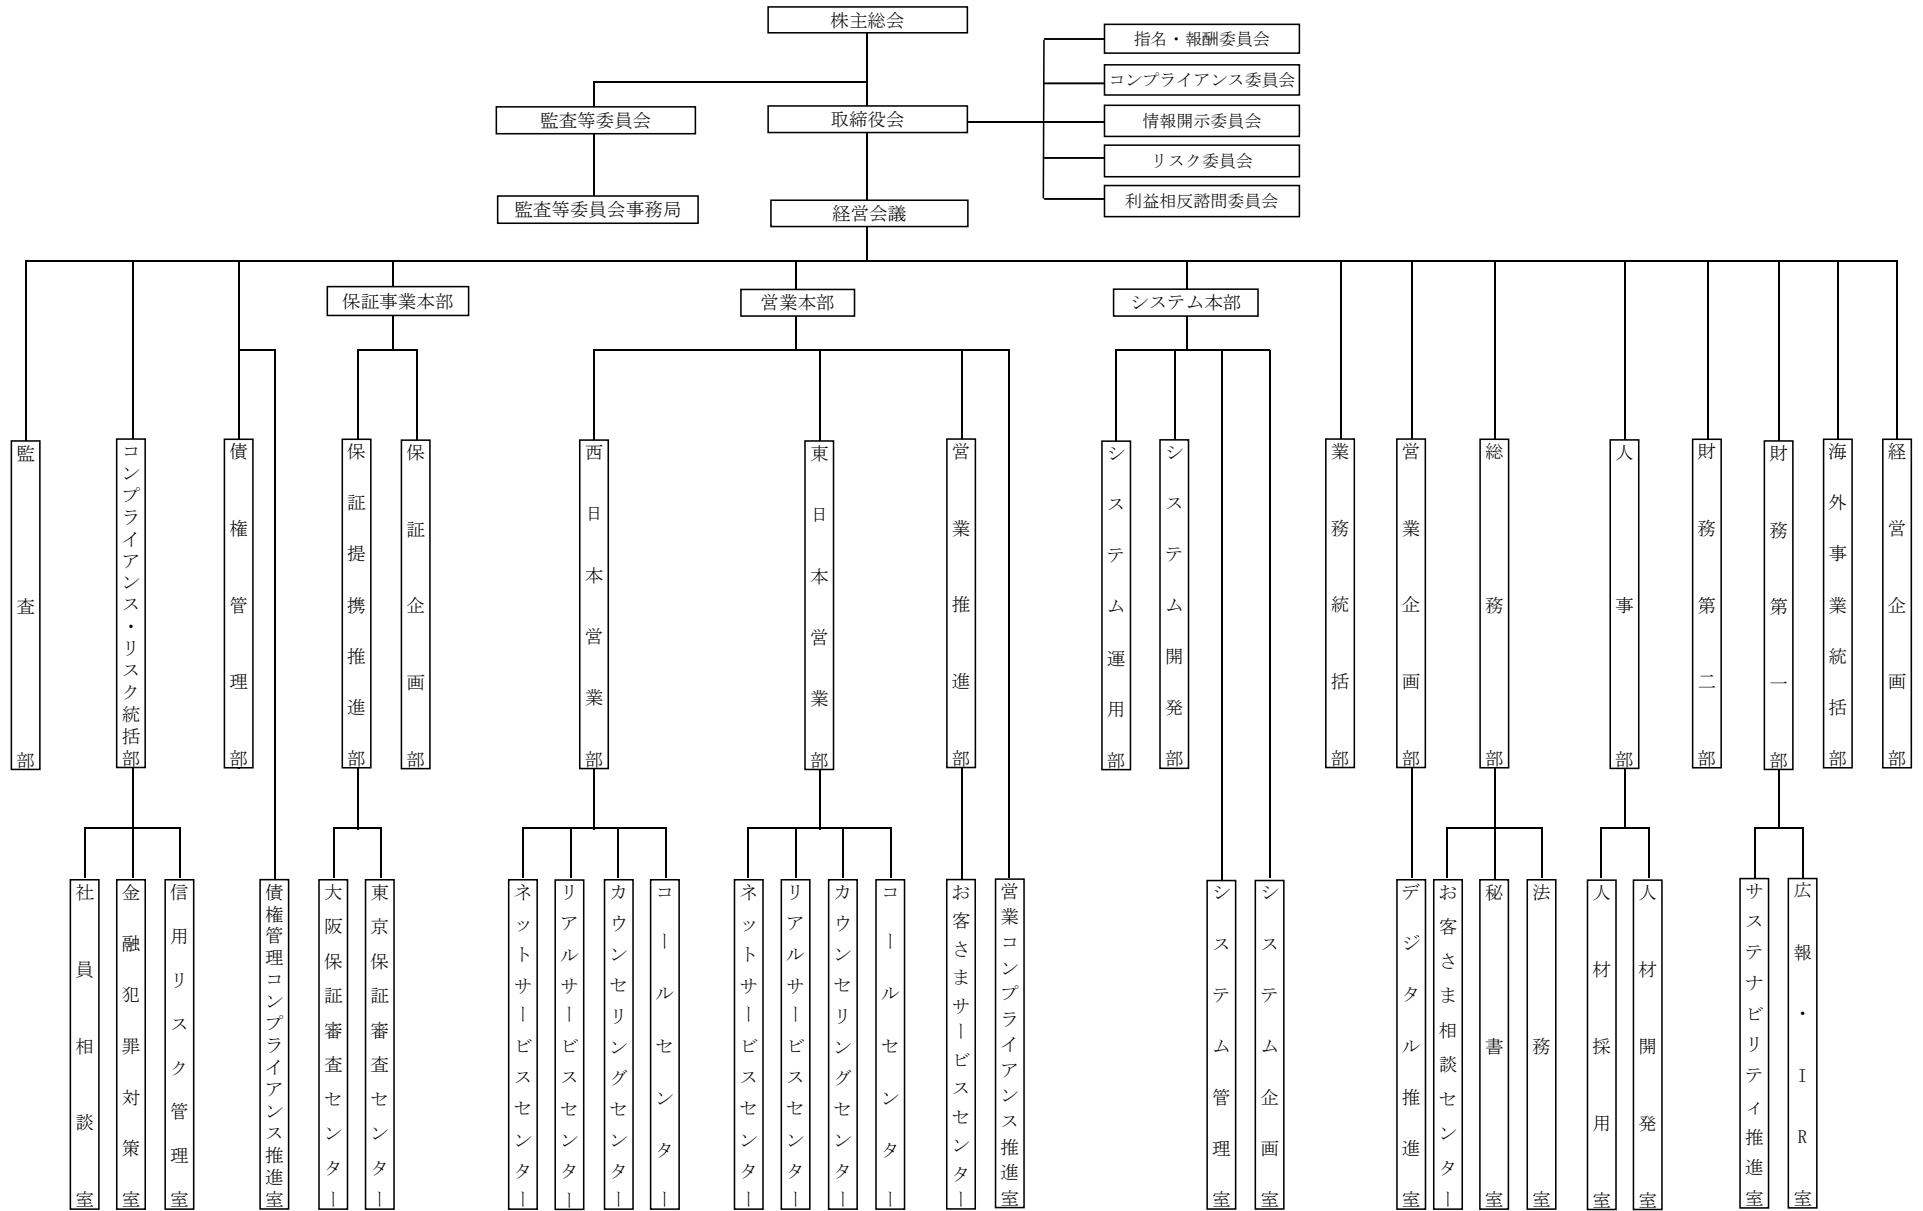 株主総会
指名・報酬委員会
コンプライアンス委員会
監査等委員会
取締役会
情報開示委員会
リスク委員会
監査等委員会事務局
経営会議
利益相反諮問委員会
保証事業本部
営業本部
システム本部
監査部
コンプライアンス・リスク統括部
債権管理部
保証提携推進部
保証企画部
西日本営業部
東日本営業部
営業推進部
システム運用部
システム開発部
業務統括部
営業企画部
総務部
人事部
財務第二部
財務第一部
海外事業統括部
経営企画部
社員相談室
金融犯罪対策室
信用リスク管理室
債権管理コンプライアンス推進室
大阪保証審査センター
東京保証審査センター
ネットサービスセンター
リアルサービスセンター
カウンセリングセンター
コールセンター
ネットサービスセンター
リアルサービスセンター
カウンセリングセンター
コールセンター
お客さまサービスセンター
営業コンプライアンス推進室
システム管理室
システム企画室
デジタル推進室
お客さま相談センター
秘書室
法務室
人材採用室
人材開発室
サステナビリティ推進室
広報・IR室